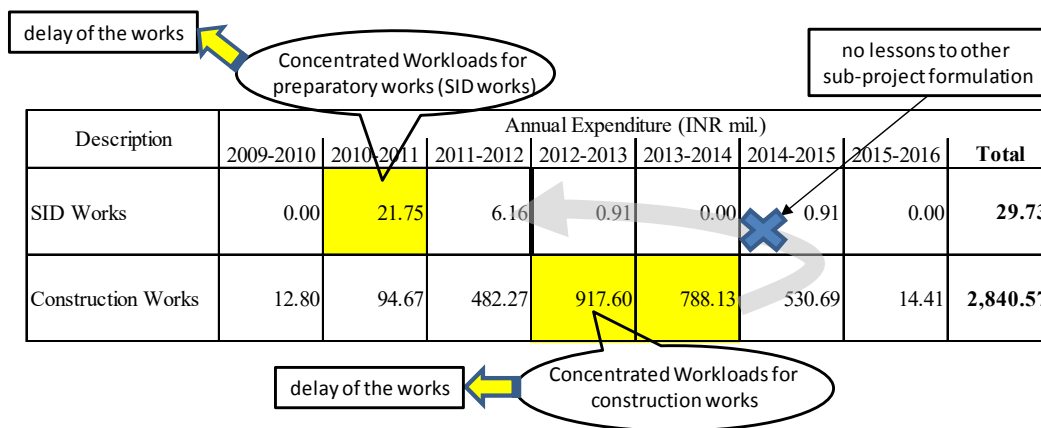 delay of the works
Concentrated Workloads for
preparatory works (SID works)
no lessons to other
sub-project formulation
Description
Annual Expenditure (INR mil.)
2009-2010 2010-2011 2011-2012 2012-2013 2013-2014 2014-2015 2015-2016 Total
SID Works 0.00 21.75 6.16 0.91 0.00 0.91 0.00 29.73
Construction Works 12.80 94.67 482.27 917.60 788.13 530.69 14.41 2,840.57
delay of the works
Concentrated Workloads for
construction works